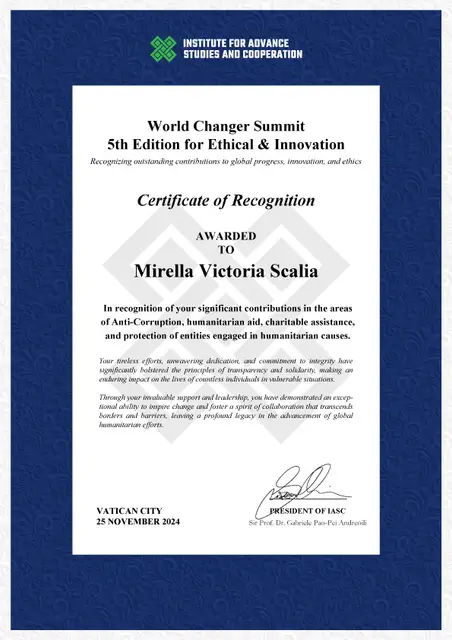 INSTITUTE FOR ADVANCE
STUDIES AND COOPERATION
World Changer Summit
5th Edition for Ethical & Innovation
Recognizing outstanding contributions to global progress, innovation, and ethics
Certificate of Recognition
AWARDED
TO
Mirella Victoria Scalia
In recognition of your significant contributions in the areas
of Anti-Corruption, humanitarian aid, charitable assistance,
and protection of entities engaged in humanitarian causes.
Your tireless efforts, unwavering dedication, and commitment to integrity have
significantly bolstered the principles of transparency and solidarity, making an
enduring impact on the lives of countless individuals in vulnerable situations.
Through your invaluable support and leadership, you have demonstrated an excep-
tional ability to inspire change and foster a spirit of collaboration that transcends
borders and barriers, leaving a profound legacy in the advancement of global
humanitarian efforts.
VATICAN CITY
25 NOVEMBER 2024
PRESIDENT OF IASC
Sir Prof. Dr. Gabriele Pao-Pei Andreoli